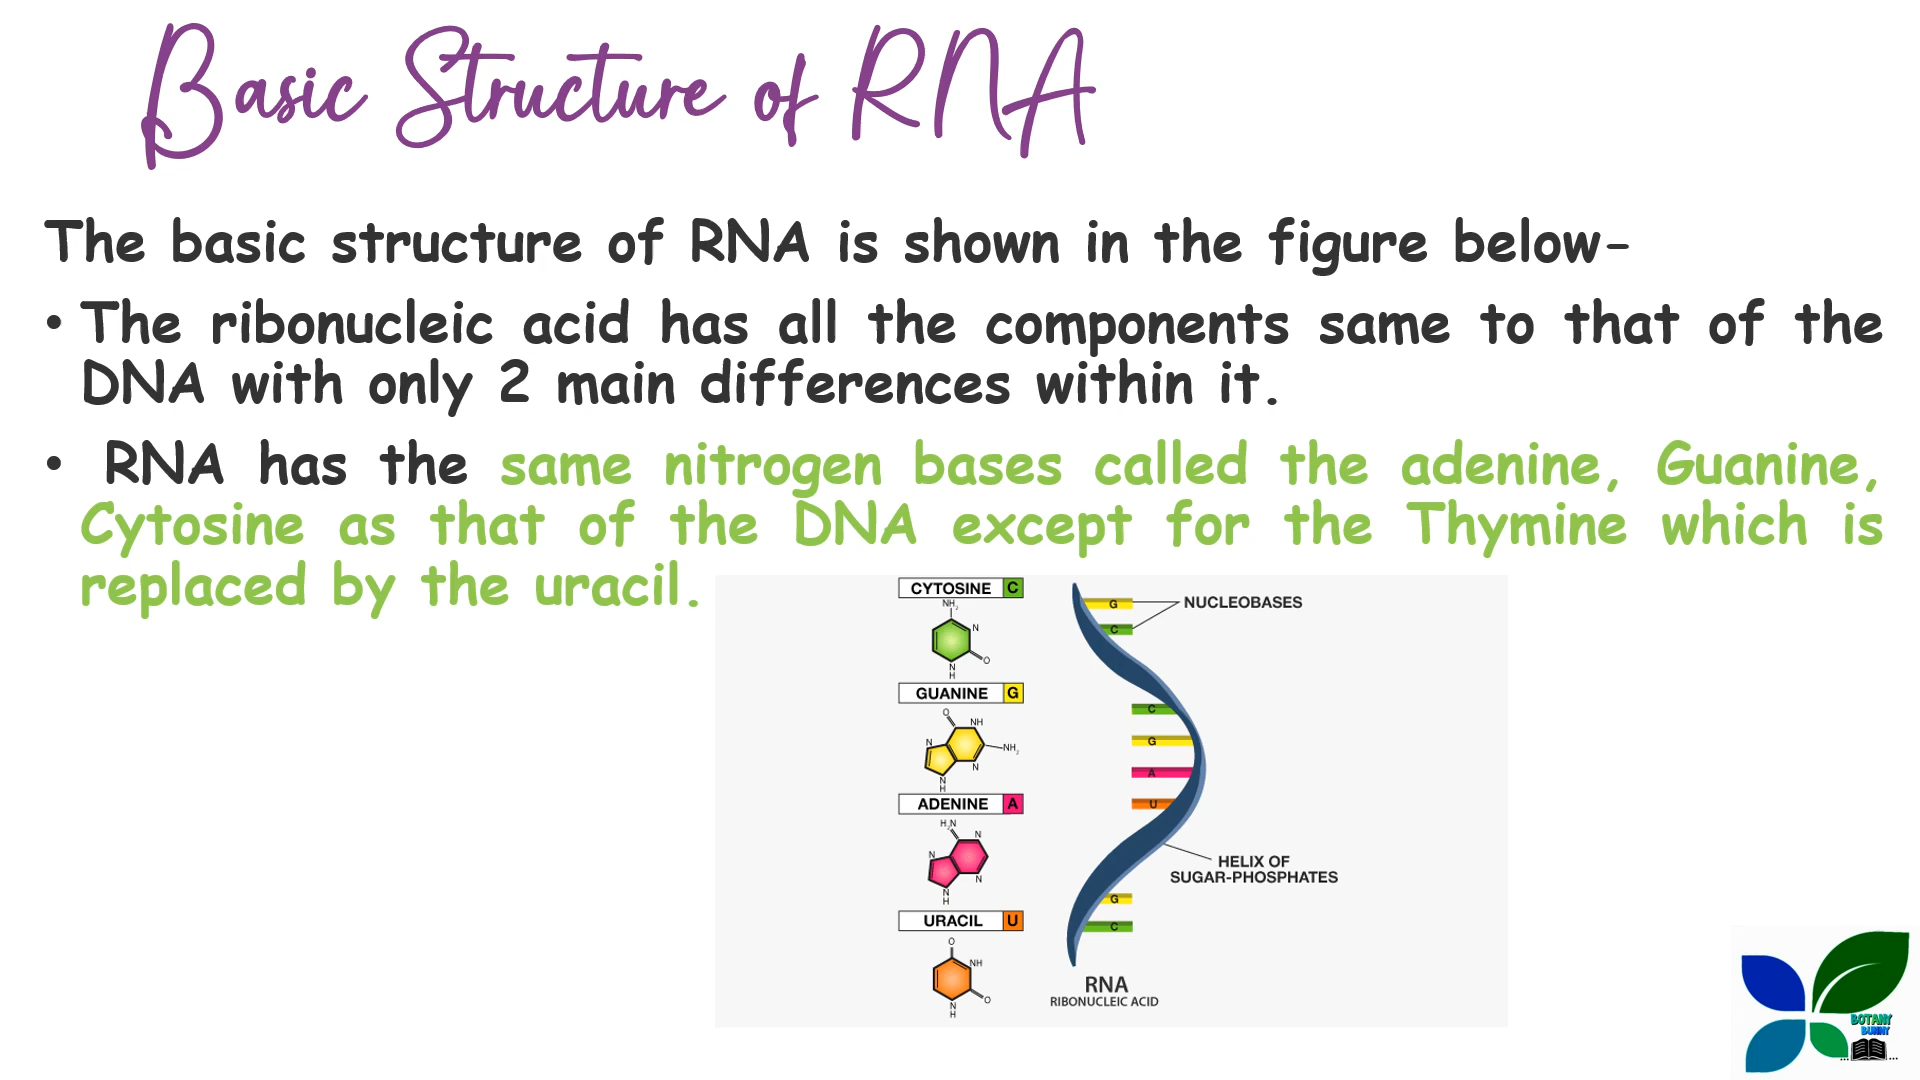 Basic Structure of RNA
The basic structure of RNA is shown in the figure below-
• The ribonucleic acid has all the components same to that of the
DNA with only 2 main differences within it.
• RNA has the same nitrogen bases called the adenine, Guanine,
Cytosine as that of the DNA except for the Thymine which is
replaced by the uracil.
CYTOSINE C
NH2
N
O
N
H
GUANINE G
O
NH
N
NH2
N
N
H
ADENINE A
H2N
N
N
N
N
H
URACIL U
O
NH
O
N
H
G
C
NUCLEOBASES
C
G
A
U
HELIX OF
SUGAR-PHOSPHATES
G
C
RNA
RIBONUCLEIC ACID
BOTANY
BUNNY